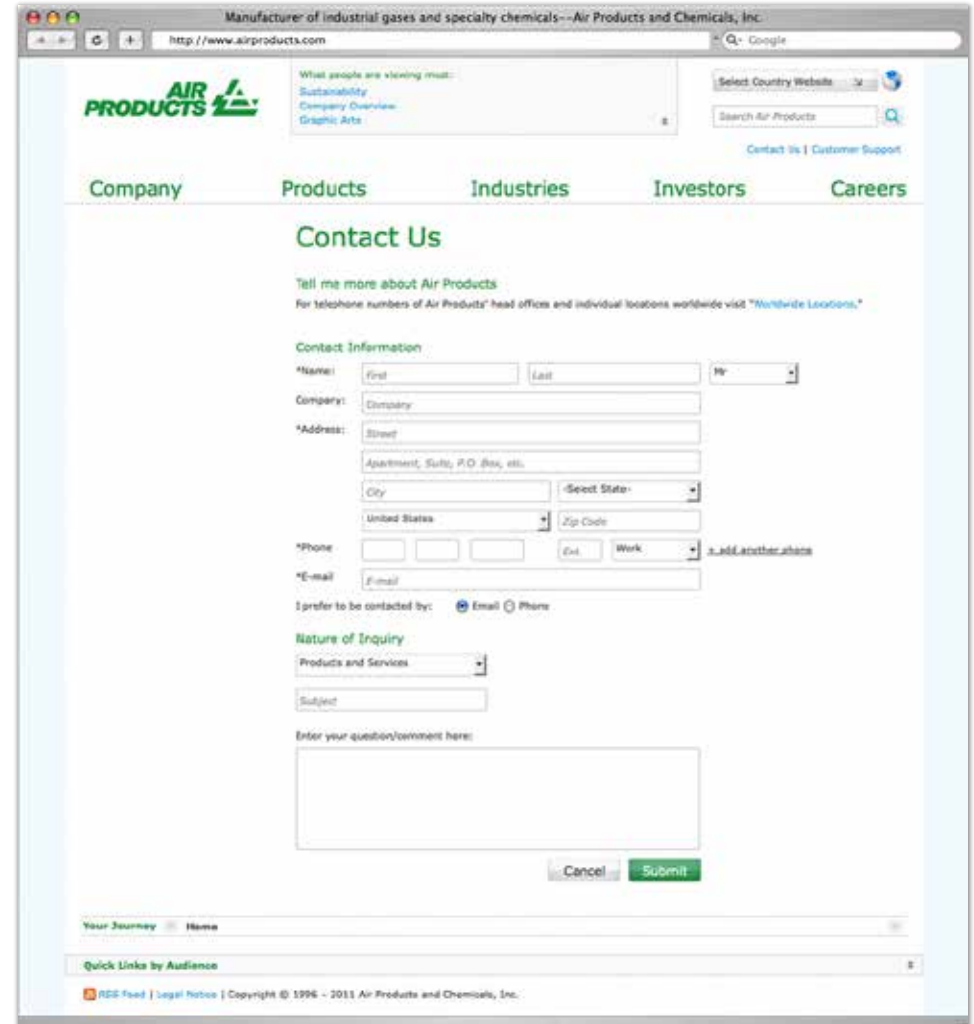 Manufacturer of industrial gases and specialty chemicals--Air Products and Chemicals, Inc.
http://www.airproducts.com
Google
AIR
PRODUCTS
What people are viewing most:
Sustainability
Company Overview
Graphic Arts
Select Country Website
Search Air Products
Contact Us | Customer Support
Company Products Industries Investors Careers
Contact Us
Tell me more about Air Products
For telephone numbers of Air Products' head offices and individual locations worldwide visit "Worldwide Locations."
Contact Information
*Name: First Last Mr
Company: Company
*Address: Street
Apartment, Suite, P.O. Box, etc.
City -Select State-
United States Zip Code
*Phone Ext. Work + add another phone
*E-mail E-mail
I prefer to be contacted by: Email Phone
Nature of Inquiry
Products and Services
Subject
Enter your question/comment here:
Cancel Submit
Your Journey Home
Quick Links by Audience
RSS Feed | Legal Notice | Copyright © 1996 - 2011 Air Products and Chemicals, Inc.